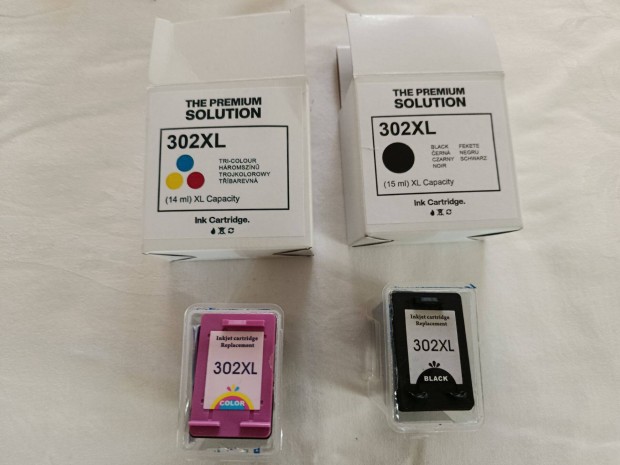 THE PREMIUM
SOLUTION
302XL
TRI-COLOUR
HÁROMSZÍNŰ
TROJKOLOROWY
TŘÍBAREVNÁ
(14 ml) XL Capacity
Ink Cartridge.
THE PREMIUM
SOLUTION
302XL
BLACK FEKETE
ČERNÁ NEGRU
CZARNY SCHWARZ
NOIR
(15 ml) XL Capacity
Ink Cartridge.
Inkjet cartridge
Replacement
302XL
COLOR
Inkjet cartridge
Replacement
302XL
BLACK